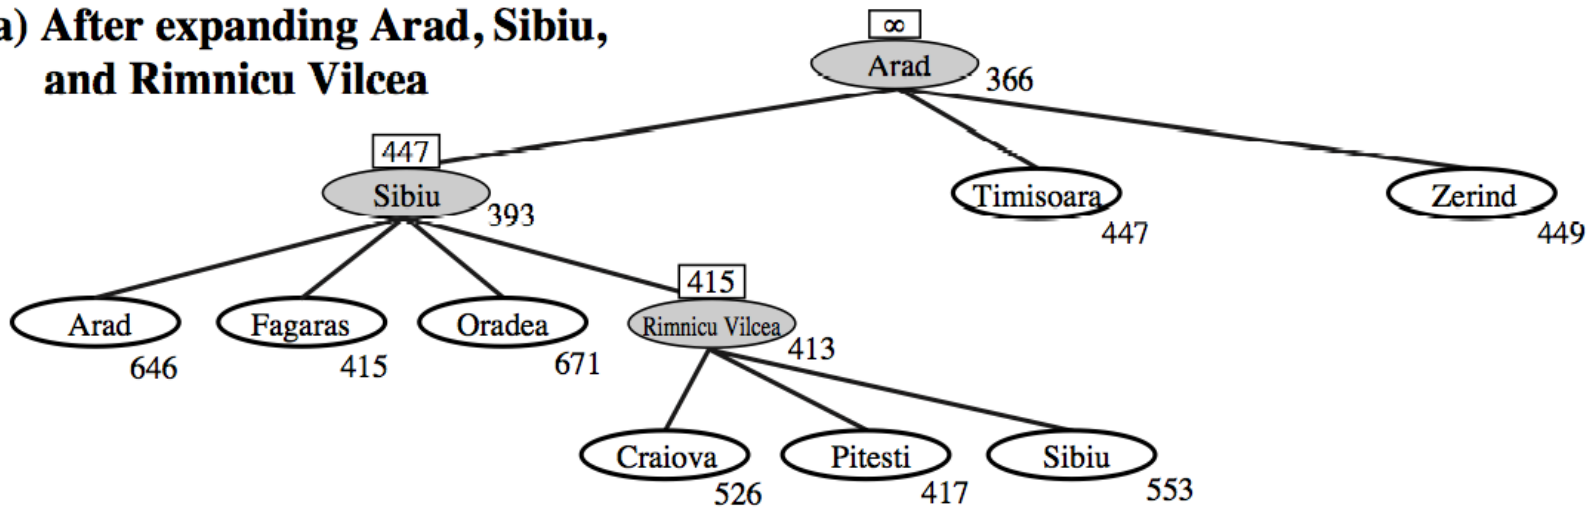 a) After expanding Arad, Sibiu,
and Rimnicu Vilcea
∞
Arad
366
447
Sibiu
393
Timisoara
447
Zerind
449
Arad
646
Fagaras
415
Oradea
671
415
Rimnicu Vilcea
413
Craiova
526
Pitesti
417
Sibiu
553